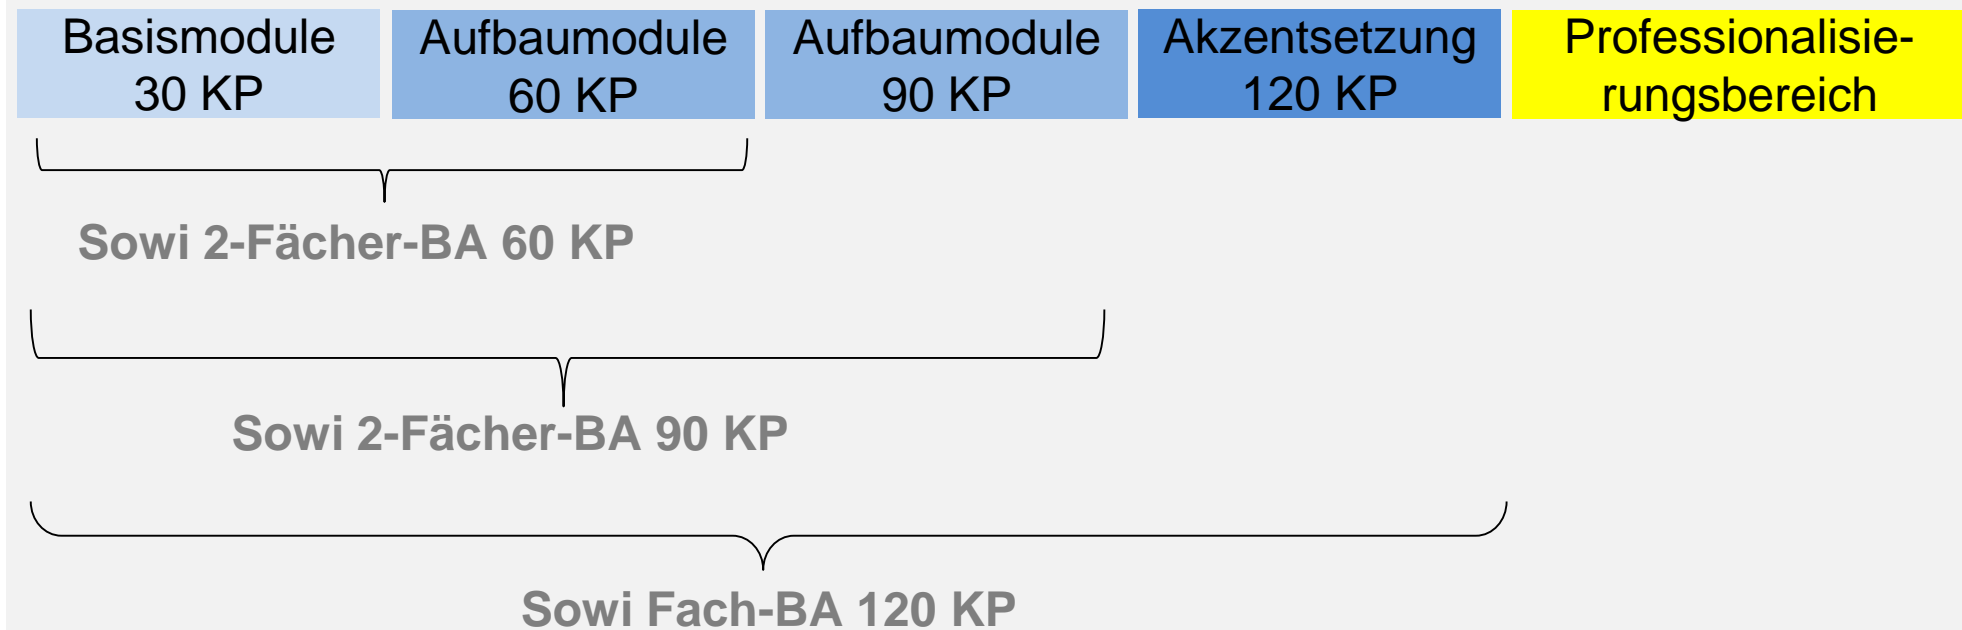 Basismodule
30 KP
Aufbaumodule
60 KP
Aufbaumodule
90 KP
Akzentsetzung
120 KP
Professionalisie-
rungsbereich
Sowi 2-Fächer-BA 60 KP
Sowi 2-Fächer-BA 90 KP
Sowi Fach-BA 120 KP